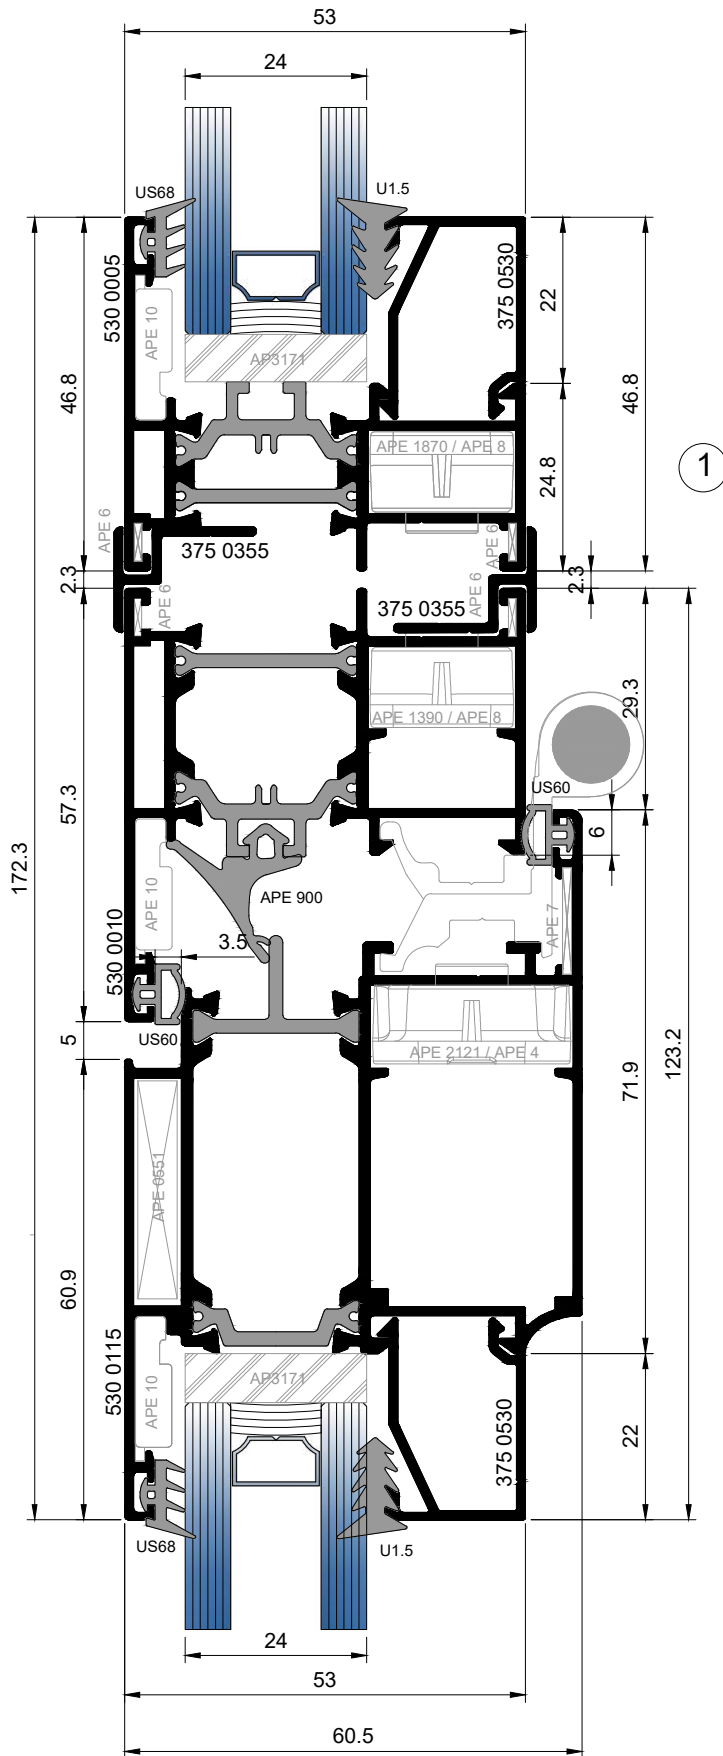 53
24
US68
U1.5
530 0005
APE 10
375 0530
22
46.8
46.8
AP3171
1
APE 1870 / APE 8
24.8
APE 6
APE 6
375 0355
2.3
APE 6
APE 6
2.3
375 0355
29.3
APE 1390 / APE 8
57.3
US60
6
172.3
APE 10
APE 900
APE 7
530 0010
3.5
5
US60
APE 2121 / APE 4
71.9
123.2
APE 0551
60.9
530 0115
APE 10
AP3171
375 0530
22
US68
U1.5
24
53
60.5